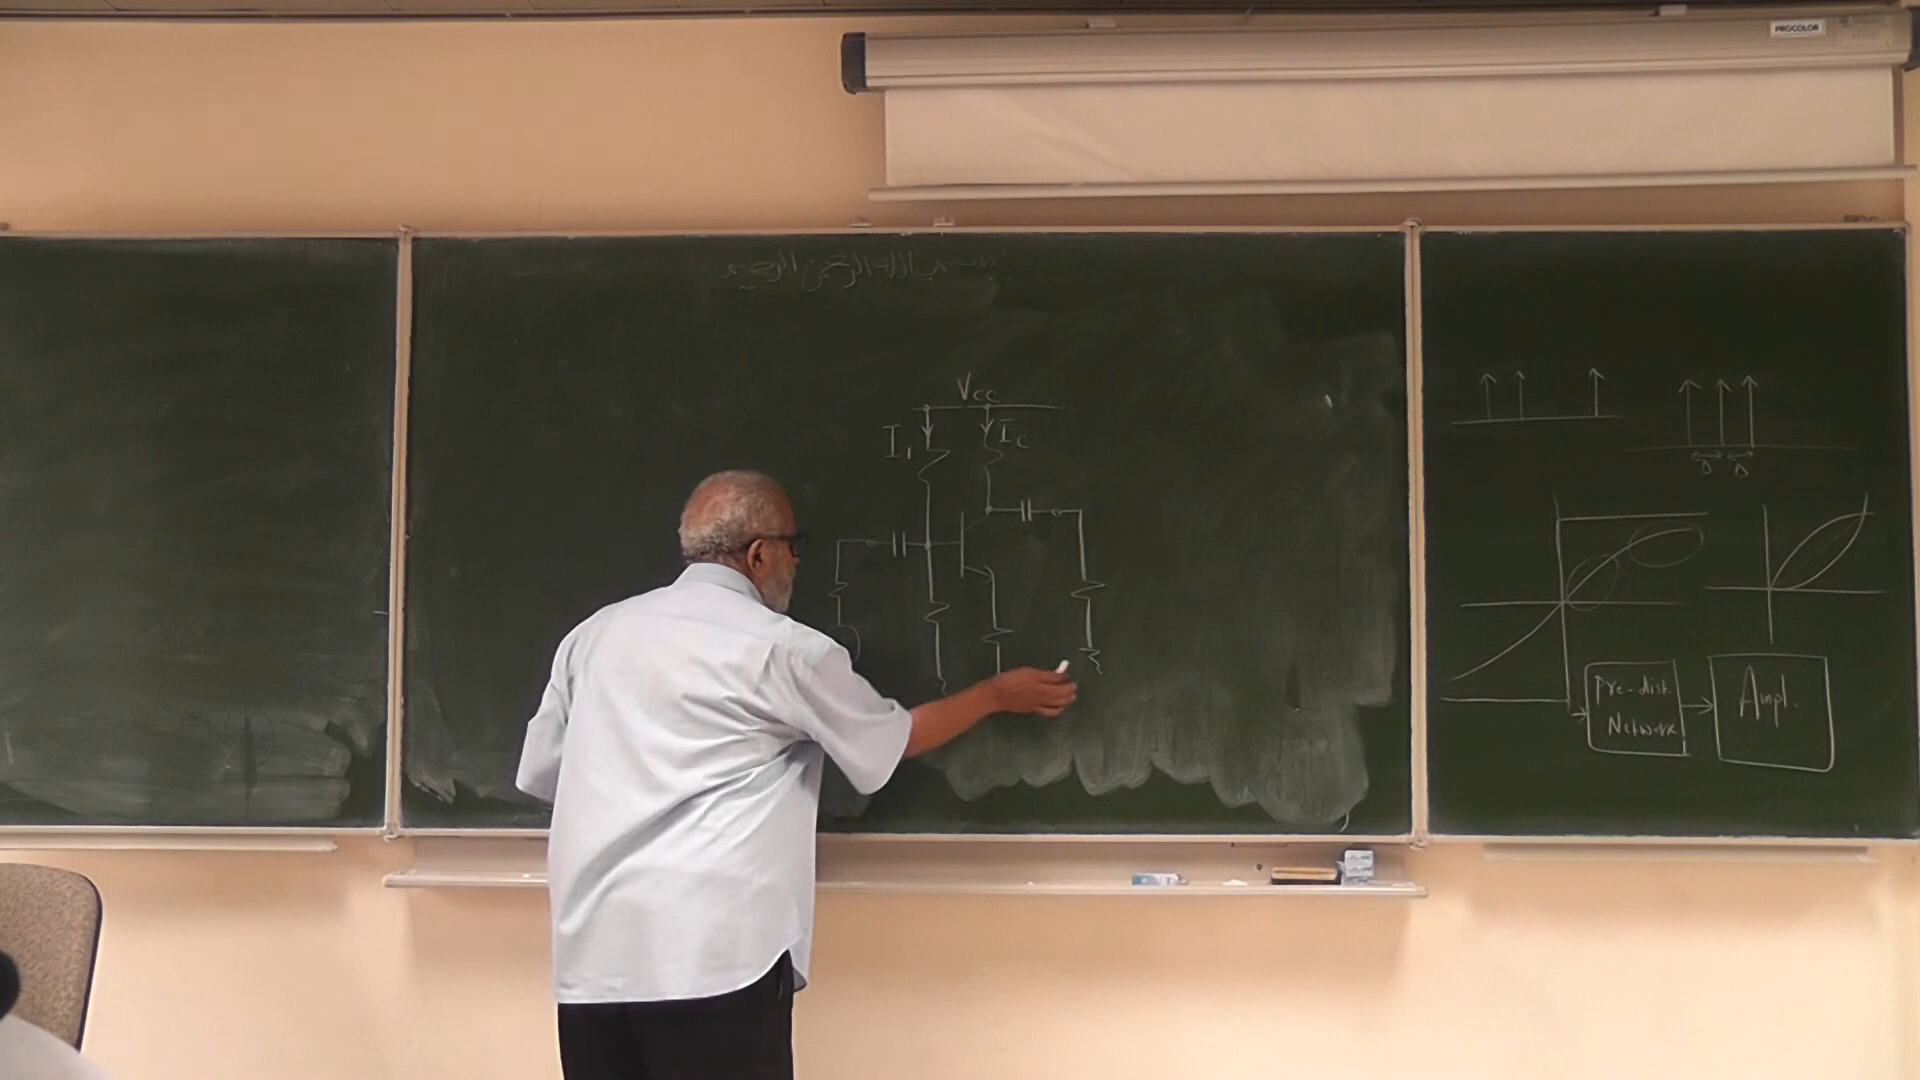 PROCOLOR
بسم الله الرحمن الرحيم
Vcc
I₁ Ic
Δ Δ
Pre-dist. Network
Ampl.